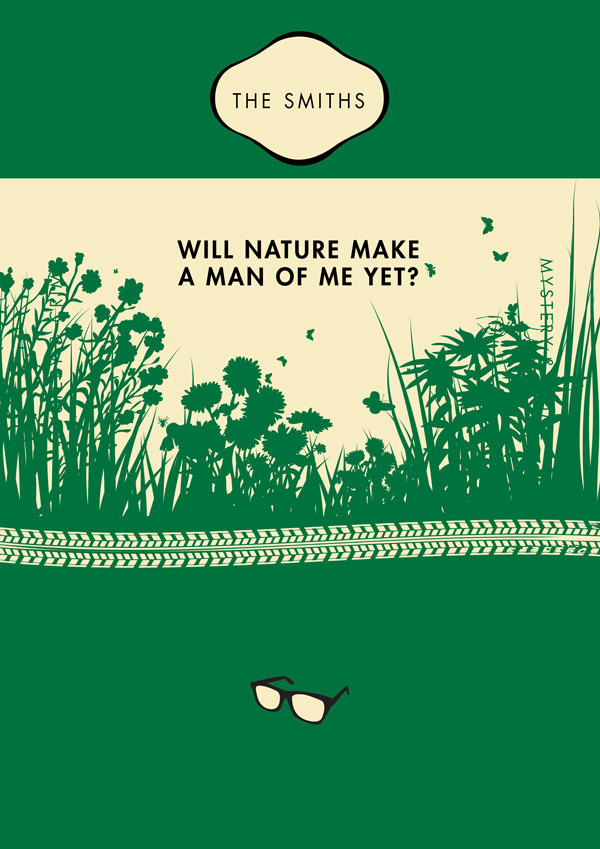 THE SMITHS
WILL NATURE MAKE
A MAN OF ME YET?
MYSTERY &